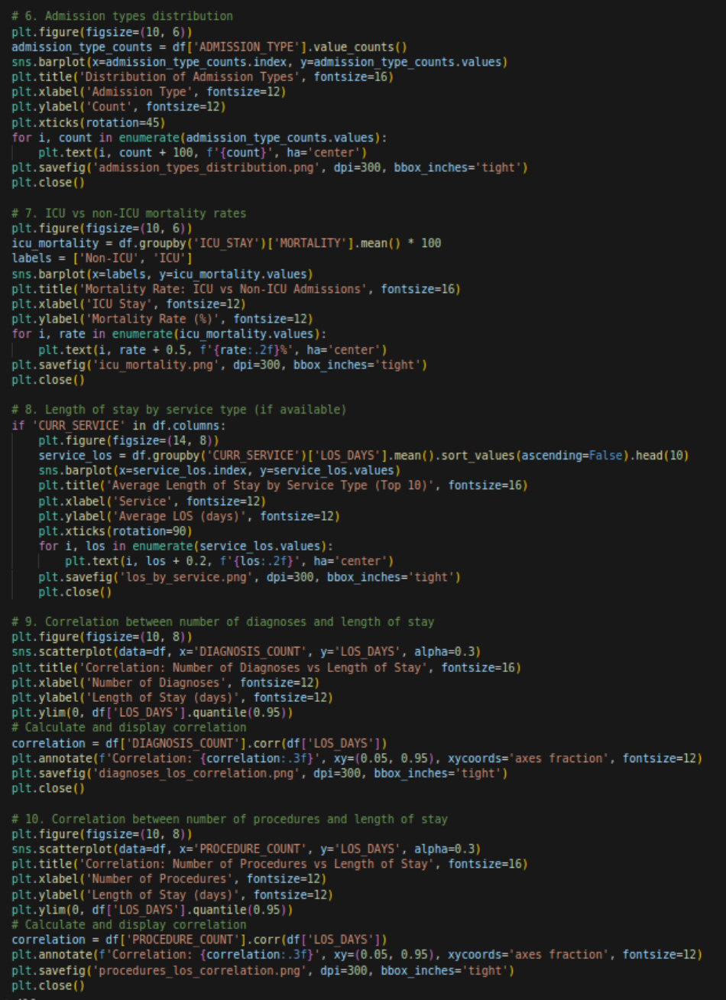 # 6. Admission types distribution
plt.figure(figsize=(10, 6))
admission_type_counts = df['ADMISSION_TYPE'].value_counts()
sns.barplot(x=admission_type_counts.index, y=admission_type_counts.values)
plt.title('Distribution of Admission Types', fontsize=16)
plt.xlabel('Admission Type', fontsize=12)
plt.ylabel('Count', fontsize=12)
plt.xticks(rotation=45)
for i, count in enumerate(admission_type_counts.values):
    plt.text(i, count + 100, f'{count}', ha='center')
plt.savefig('admission_types_distribution.png', dpi=300, bbox_inches='tight')
plt.close()

# 7. ICU vs non-ICU mortality rates
plt.figure(figsize=(10, 6))
icu_mortality = df.groupby('ICU_STAY')['MORTALITY'].mean() * 100
labels = ['Non-ICU', 'ICU']
sns.barplot(x=labels, y=icu_mortality.values)
plt.title('Mortality Rate: ICU vs Non-ICU Admissions', fontsize=16)
plt.xlabel('ICU Stay', fontsize=12)
plt.ylabel('Mortality Rate (%)', fontsize=12)
for i, rate in enumerate(icu_mortality.values):
    plt.text(i, rate + 0.5, f'{rate:.2f}%', ha='center')
plt.savefig('icu_mortality.png', dpi=300, bbox_inches='tight')
plt.close()

# 8. Length of stay by service type (if available)
if 'CURR_SERVICE' in df.columns:
    plt.figure(figsize=(14, 8))
    service_los = df.groupby('CURR_SERVICE')['LOS_DAYS'].mean().sort_values(ascending=False).head(10)
    sns.barplot(x=service_los.index, y=service_los.values)
    plt.title('Average Length of Stay by Service Type (Top 10)', fontsize=16)
    plt.xlabel('Service', fontsize=12)
    plt.ylabel('Average LOS (days)', fontsize=12)
    plt.xticks(rotation=90)
    for i, los in enumerate(service_los.values):
        plt.text(i, los + 0.2, f'{los:.2f}', ha='center')
    plt.savefig('los_by_service.png', dpi=300, bbox_inches='tight')
    plt.close()

# 9. Correlation between number of diagnoses and length of stay
plt.figure(figsize=(10, 8))
sns.scatterplot(data=df, x='DIAGNOSIS_COUNT', y='LOS_DAYS', alpha=0.3)
plt.title('Correlation: Number of Diagnoses vs Length of Stay', fontsize=16)
plt.xlabel('Number of Diagnoses', fontsize=12)
plt.ylabel('Length of Stay (days)', fontsize=12)
plt.ylim(0, df['LOS_DAYS'].quantile(0.95))
# Calculate and display correlation
correlation = df['DIAGNOSIS_COUNT'].corr(df['LOS_DAYS'])
plt.annotate(f'Correlation: {correlation:.3f}', xy=(0.05, 0.95), xycoords='axes fraction', fontsize=12)
plt.savefig('diagnoses_los_correlation.png', dpi=300, bbox_inches='tight')
plt.close()

# 10. Correlation between number of procedures and length of stay
plt.figure(figsize=(10, 8))
sns.scatterplot(data=df, x='PROCEDURE_COUNT', y='LOS_DAYS', alpha=0.3)
plt.title('Correlation: Number of Procedures vs Length of Stay', fontsize=16)
plt.xlabel('Number of Procedures', fontsize=12)
plt.ylabel('Length of Stay (days)', fontsize=12)
plt.ylim(0, df['LOS_DAYS'].quantile(0.95))
# Calculate and display correlation
correlation = df['PROCEDURE_COUNT'].corr(df['LOS_DAYS'])
plt.annotate(f'Correlation: {correlation:.3f}', xy=(0.05, 0.95), xycoords='axes fraction', fontsize=12)
plt.savefig('procedures_los_correlation.png', dpi=300, bbox_inches='tight')
plt.close()